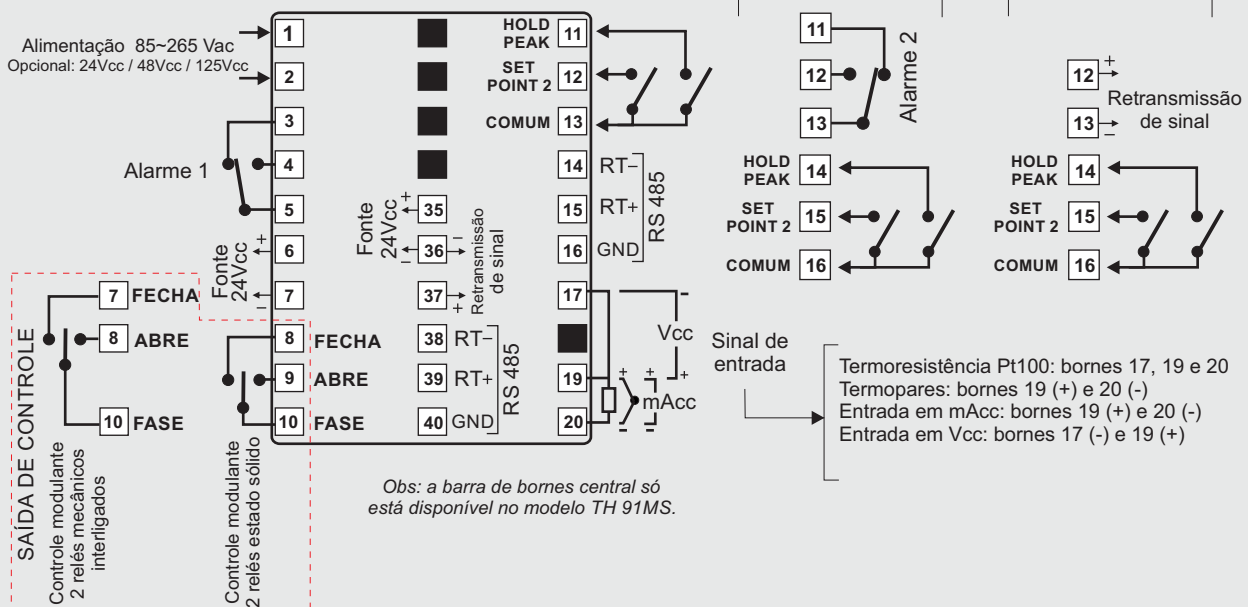 Alimentação 85~265 Vac
Opcional: 24Vcc / 48Vcc / 125Vcc
1
2
3
4
5
Alarme 1
6
7
+
−
Fonte
24Vcc
8 FECHA
9 ABRE
10 FASE
7 FECHA
8 ABRE
10 FASE
SAÍDA DE CONTROLE
Controle modulante
2 relés mecânicos
interligados
Controle modulante
2 relés estado sólido
Fonte
24Vcc
+
−
35
36
37
−
+
Retransmissão
de sinal
38 RT−
39 RT+
40 GND
RS 485
HOLD
PEAK
11
SET
POINT 2
12
COMUM 13
14 RT−
15 RT+
16 GND
RS 485
17
19
20
-
Vcc
+
+
+
mAcc
-
-
11
12
13
Alarme 2
HOLD
PEAK
14
SET
POINT 2
15
COMUM 16
12 +
13 −
Retransmissão
de sinal
HOLD
PEAK
14
SET
POINT 2
15
COMUM 16
Sinal de
entrada
Termoresistência Pt100: bornes 17, 19 e 20
Termopares: bornes 19 (+) e 20 (-)
Entrada em mAcc: bornes 19 (+) e 20 (-)
Entrada em Vcc: bornes 17 (-) e 19 (+)
Obs: a barra de bornes central só
está disponível no modelo TH 91MS.